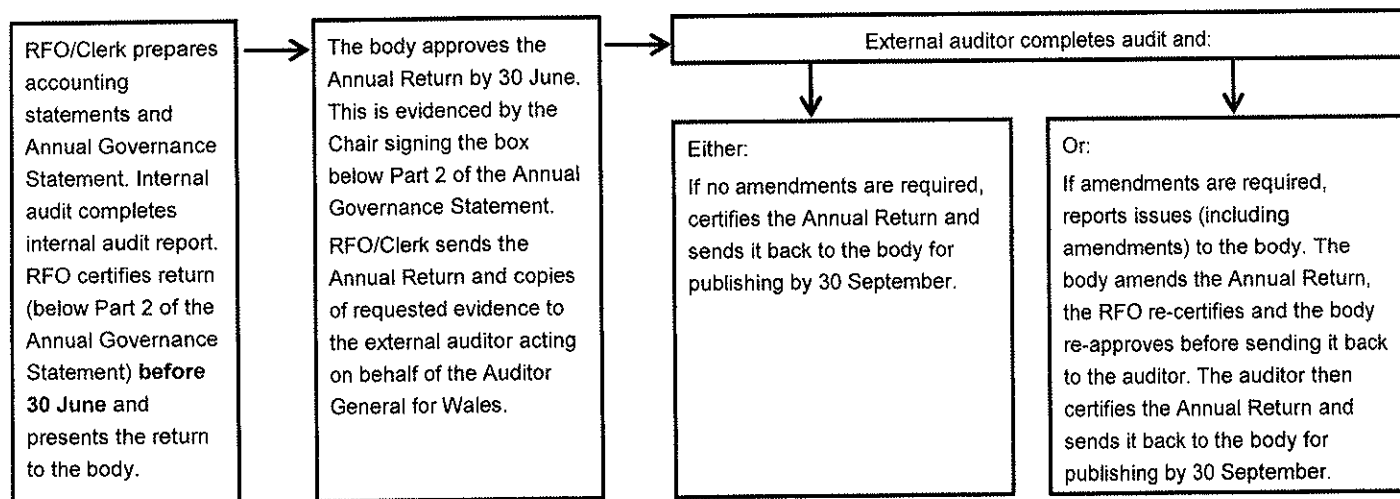 RFO/Clerk prepares
accounting
statements and
Annual Governance
Statement. Internal
audit completes
internal audit report.
RFO certifies return
(below Part 2 of the
Annual Governance
Statement) before
30 June and
presents the return
to the body.
The body approves the
Annual Return by 30 June.
This is evidenced by the
Chair signing the box
below Part 2 of the Annual
Governance Statement.
RFO/Clerk sends the
Annual Return and copies
of requested evidence to
the external auditor acting
on behalf of the Auditor
General for Wales.
External auditor completes audit and:
Either:
If no amendments are required,
certifies the Annual Return and
sends it back to the body for
publishing by 30 September.
Or:
If amendments are required,
reports issues (including
amendments) to the body. The
body amends the Annual Return,
the RFO re-certifies and the body
re-approves before sending it back
to the auditor. The auditor then
certifies the Annual Return and
sends it back to the body for
publishing by 30 September.